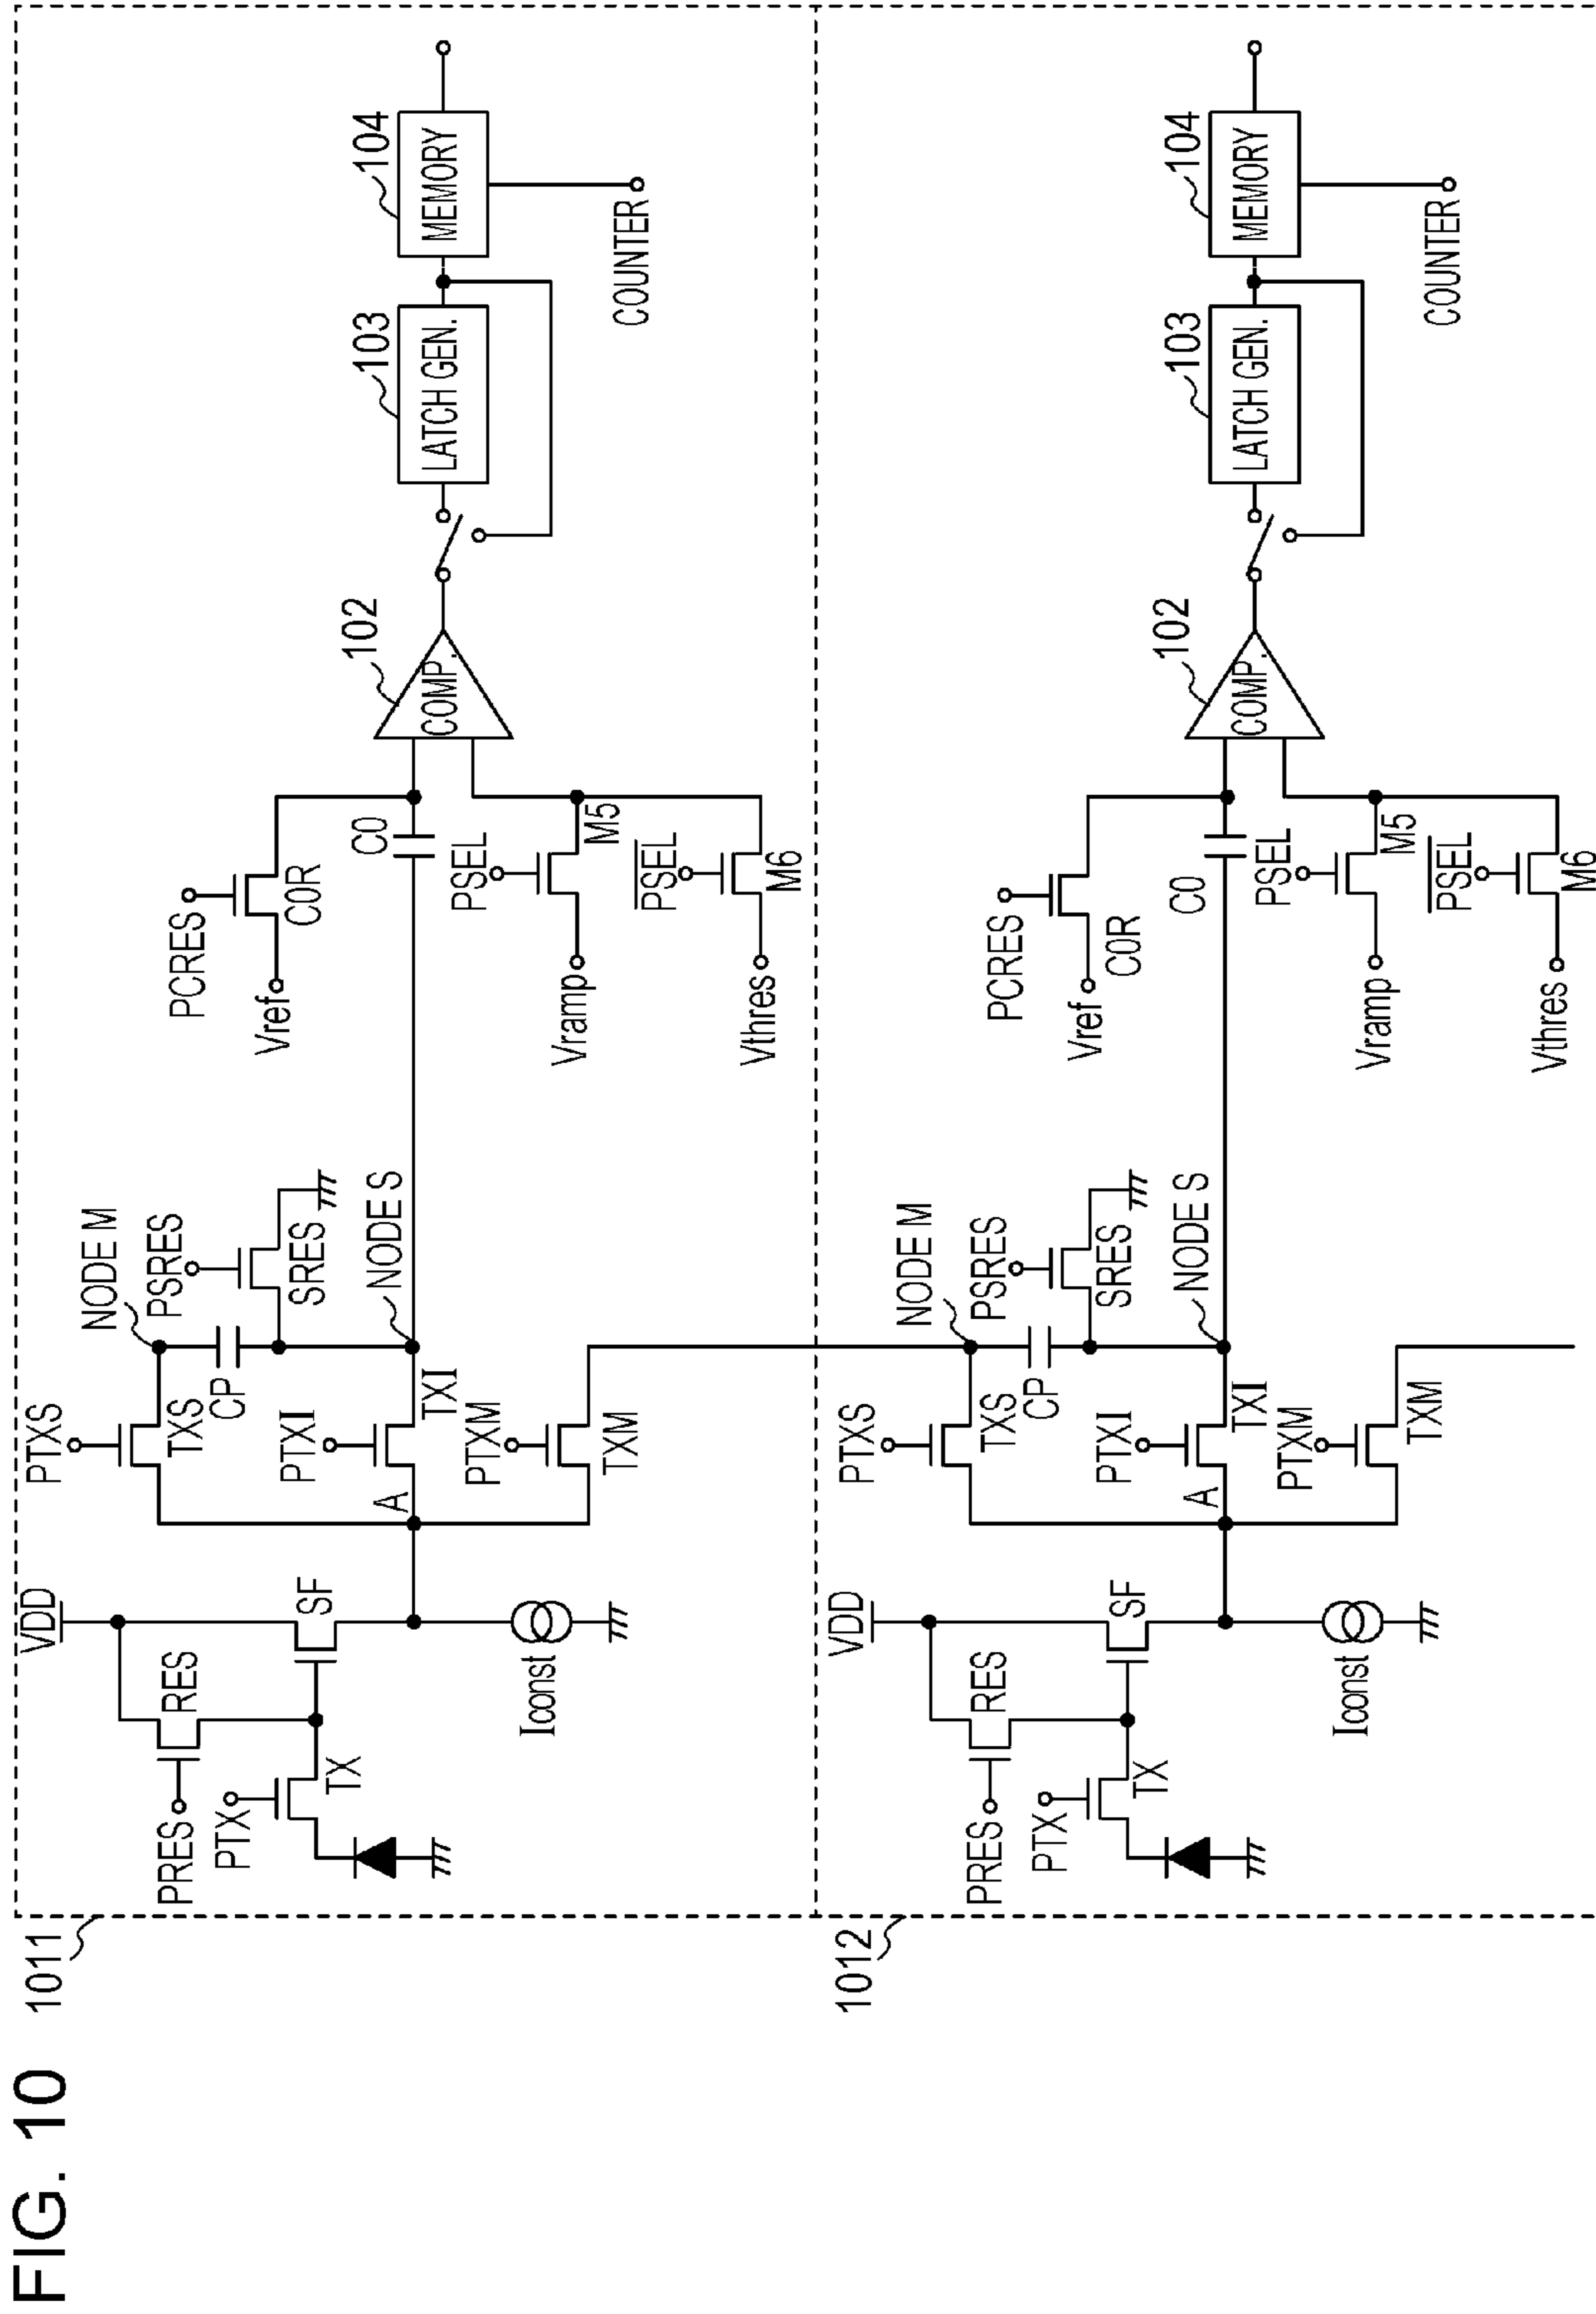 FIG. 10
1011
VDD
PRES
RES
PTX
TX
SF
Iconst
PTXS
TXS
NODE M
CP
PSRES
SRES
PTXI
A
TXI
NODE S
PTXM
TXM
PCRES
Vref
C0R
C0
PSEL
Vramp
M5
PSEL
Vthres
M6
102
COMP.
103
LATCH GEN.
104
MEMORY
COUNTER
1012
VDD
PRES
RES
PTX
TX
SF
Iconst
PTXS
TXS
NODE M
CP
PSRES
SRES
PTXI
A
TXI
NODE S
PTXM
TXM
PCRES
Vref
C0R
C0
PSEL
Vramp
M5
PSEL
Vthres
M6
102
COMP.
103
LATCH GEN.
104
MEMORY
COUNTER